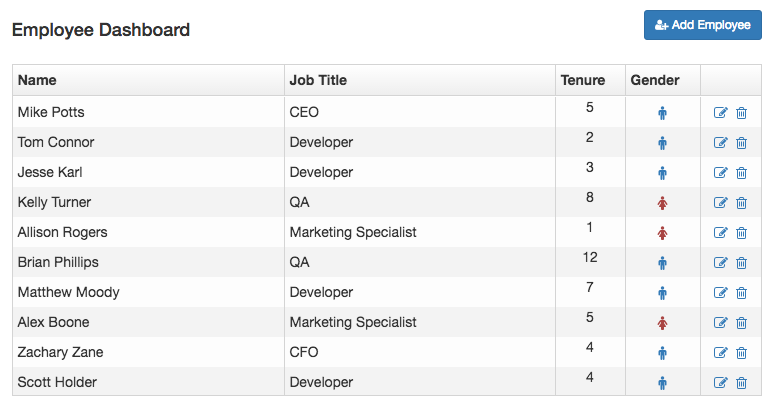 Employee Dashboard
Add Employee
Name Job Title Tenure Gender
Mike Potts CEO 5
Tom Connor Developer 2
Jesse Karl Developer 3
Kelly Turner QA 8
Allison Rogers Marketing Specialist 1
Brian Phillips QA 12
Matthew Moody Developer 7
Alex Boone Marketing Specialist 5
Zachary Zane CFO 4
Scott Holder Developer 4